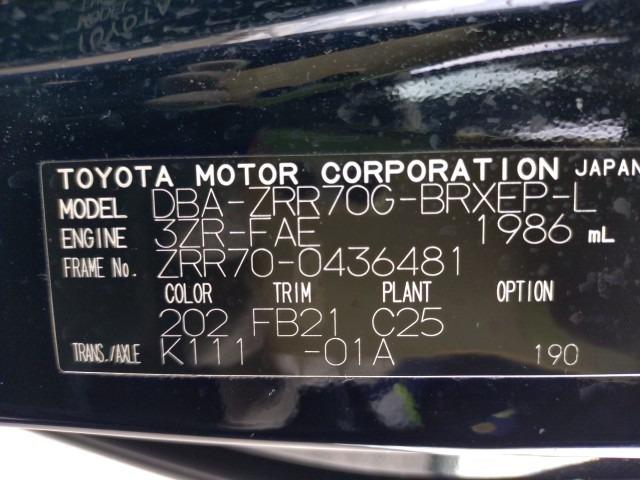 TOYOTA MOTOR CORPORATION JAPAN
MODEL DBA-ZRR70G-BRXEP-L
ENGINE 3ZR-FAE 1986 mL
FRAME No. ZRR70-0436481
COLOR TRIM PLANT OPTION
202 FB21 C25
TRANS./AXLE K111 -01A 190